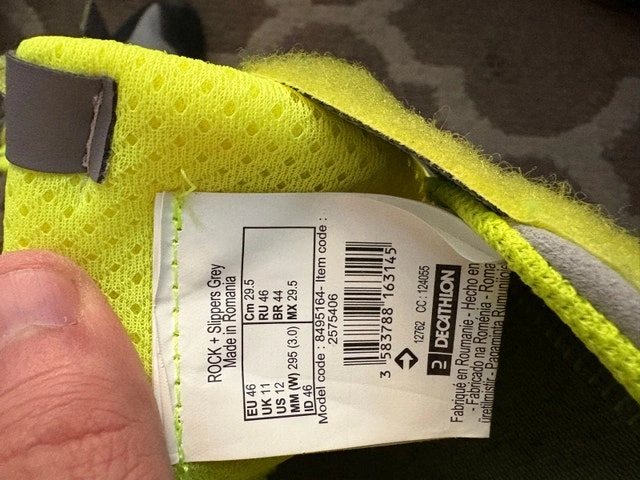 ROCK + Slippers Grey
Made in Romania
EU 46 Cm 29.5
UK 11 RU 46
US 12 BR 44
MM (W) 295 (3.0) MX 29.5
ID 46
Model code : 8495164- Item code :
2575406
3 583788 163145
12762 CC : 124055
DECATHLON
Fabriqué en Roumanie - Hecho en
- Fabricado na Roménia - Roma